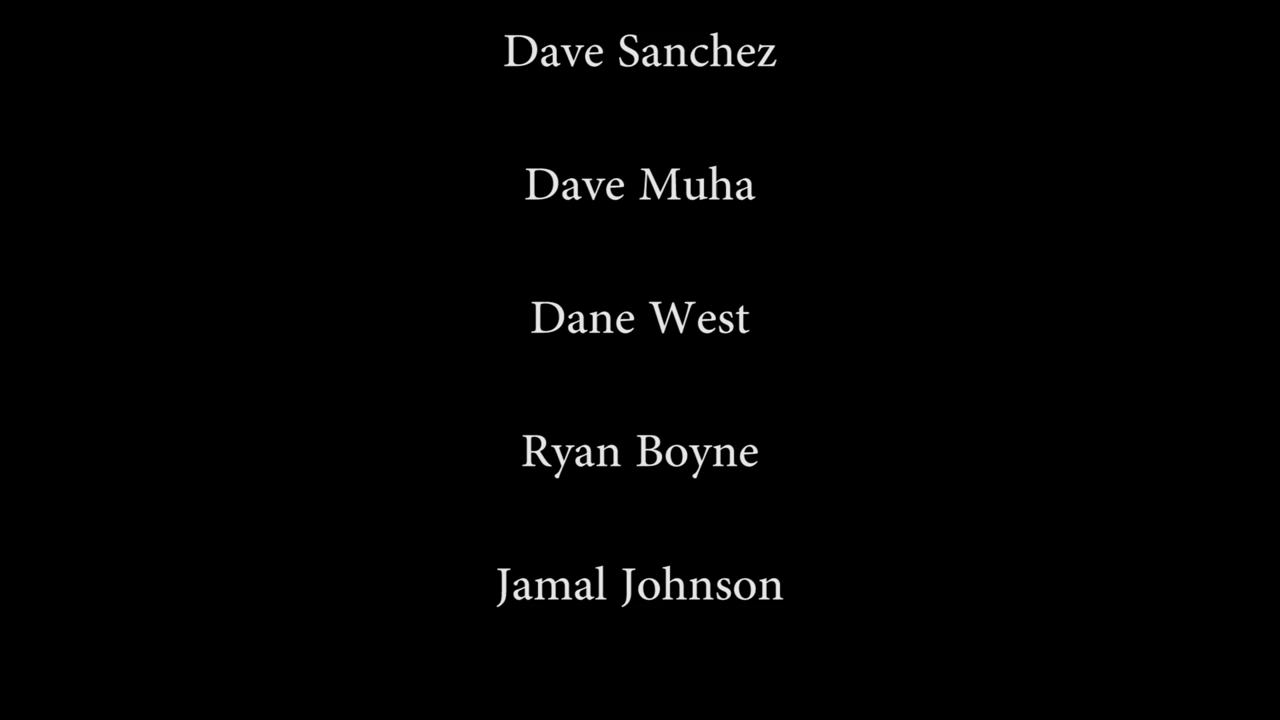 Dave Sanchez
Dave Muha
Dane West
Ryan Boyne
Jamal Johnson